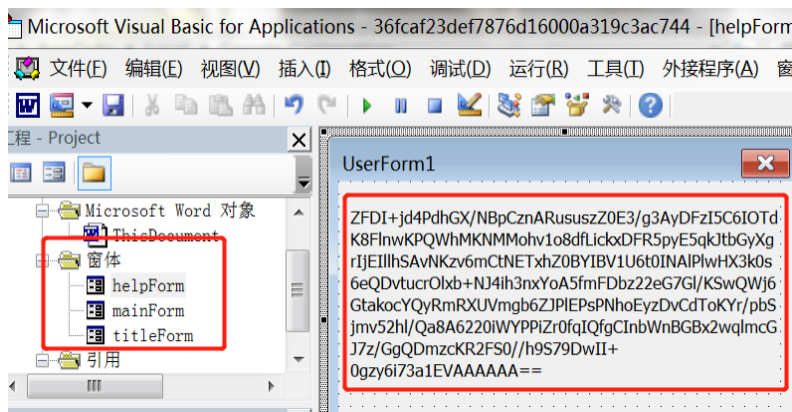 Microsoft Visual Basic for Applications - 36fcaf23def7876d16000a319c3ac744 - [helpForm
文件(F) 编辑(E) 视图(V) 插入(I) 格式(O) 调试(D) 运行(R) 工具(T) 外接程序(A) 窗
工程 - Project
Microsoft Word 对象
ThisDocument
窗体
helpForm
mainForm
titleForm
引用
UserForm1
ZFDI+jd4PdhGX/NBpCznARususzZ0E3/g3AyDFzI5C6IOTd
K8FlnwKPQWhMKNMMohv1o8dfLickxDFR5pyE5qkJtbGyXg
rIjEIllhSAvNKzv6mCtNETxhZ0BYIBV1U6t0INAlPlwHX3k0s
6eQDvtucrOlxb+NJ4ih3nxYoA5fmFDbz22eG7Gl/KSwQWj6
GtakocYQyRmRXUVmgb6ZJPlEPsPNhoEyzDvCdToKYr/pbS
jmv52hl/Qa8A6220iWYPPiZr0fqIQfgCInbWnBGBx2wqlmcG
J7z/GgQDmzcKR2FS0//h9S79DwII+
0gzy6i73a1EVAAAAAA==